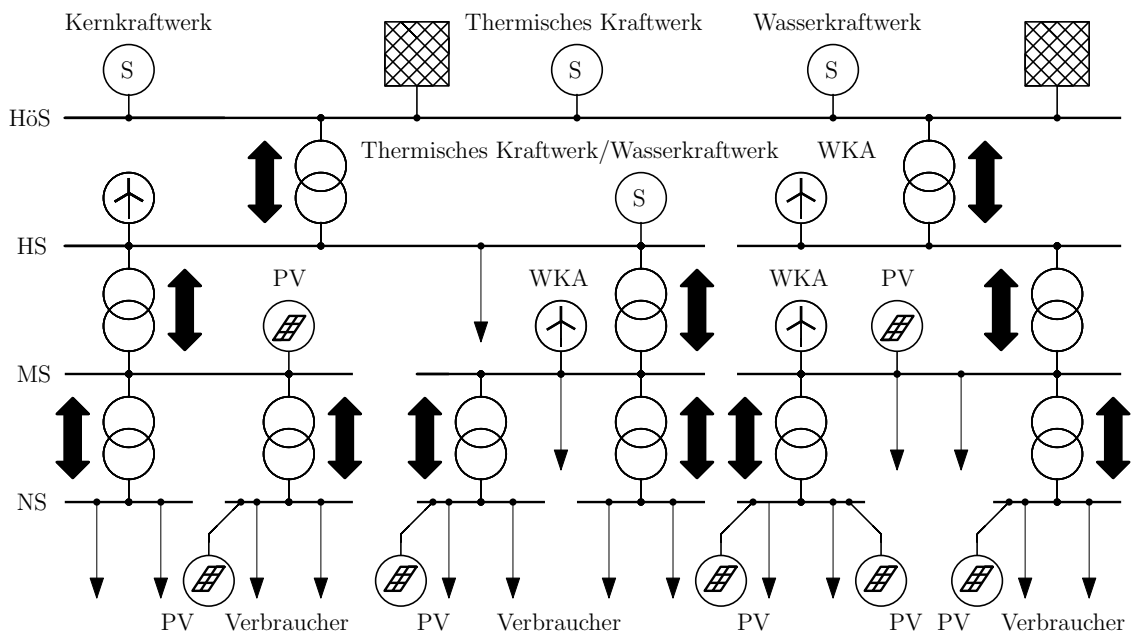 Kernkraftwerk Thermisches Kraftwerk Wasserkraftwerk
S S S
HöS
Thermisches Kraftwerk/Wasserkraftwerk WKA
S
HS
PV WKA WKA PV
MS
NS
PV Verbraucher PV Verbraucher PV PV PV Verbraucher